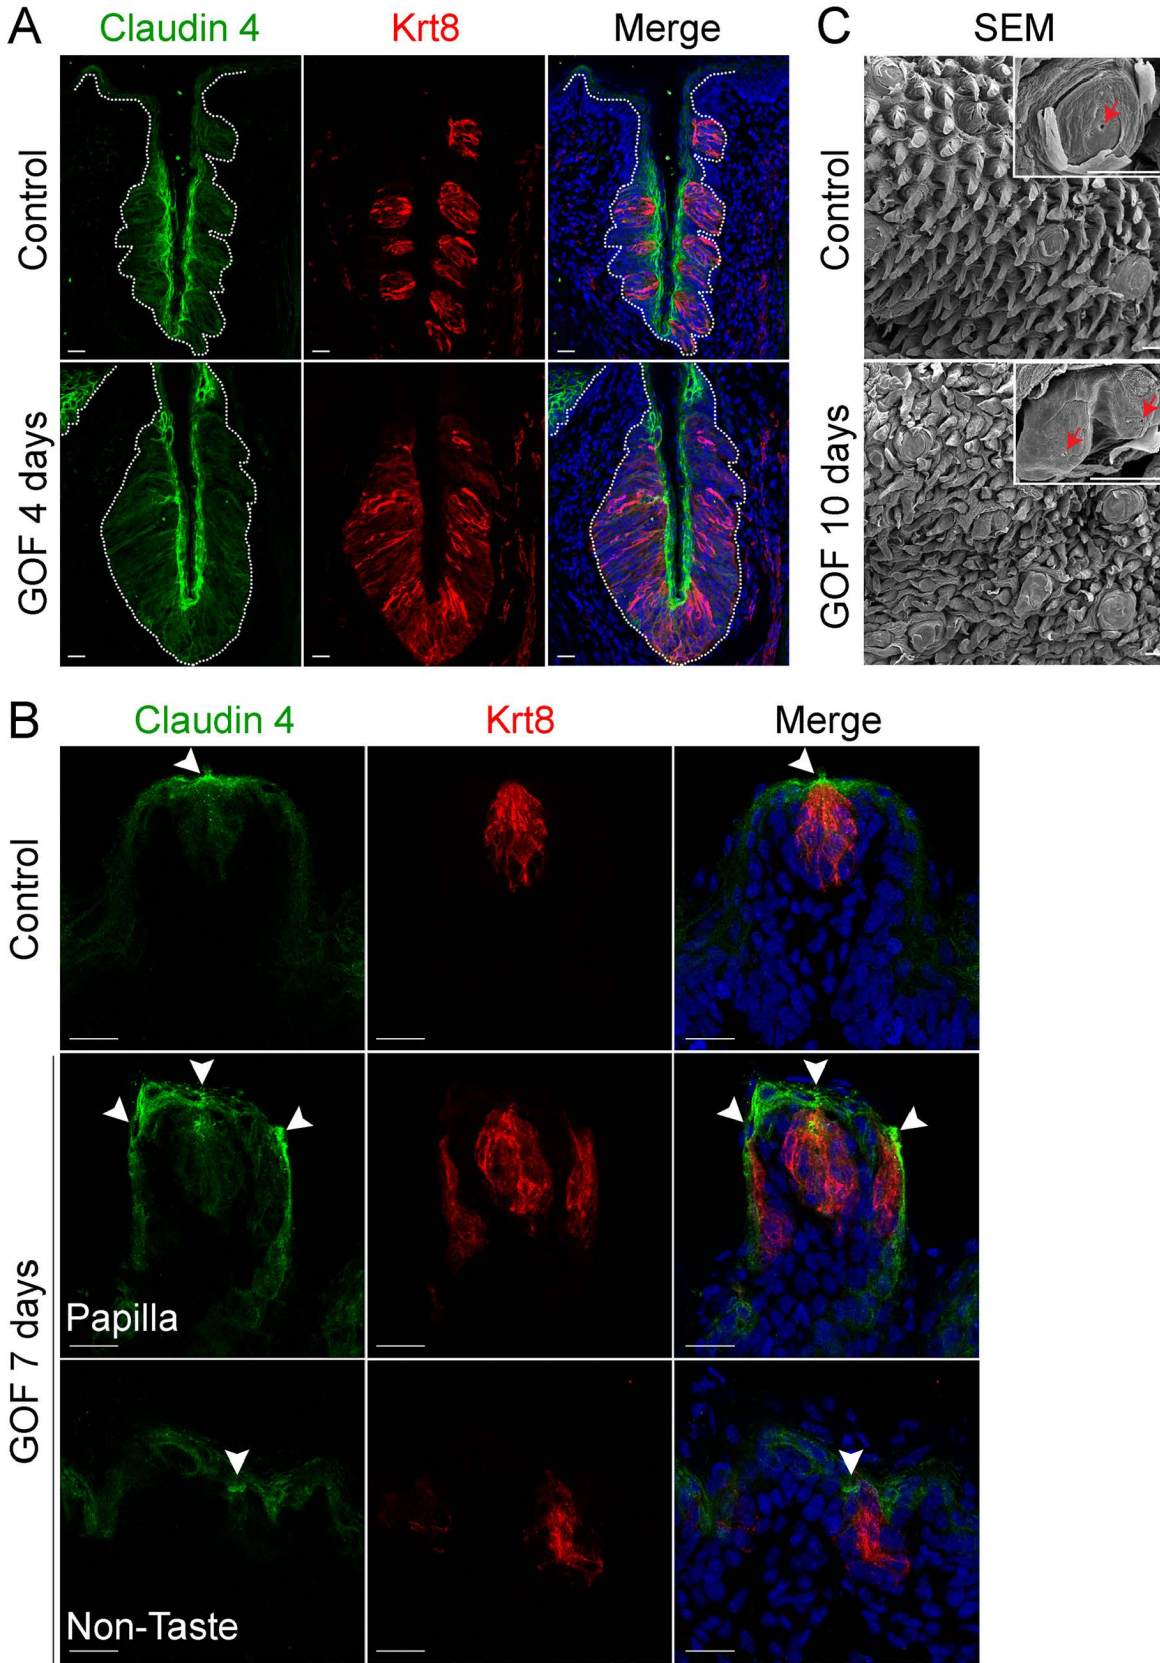 A
Claudin 4
Krt8
Merge
C
SEM
Control
GOF 4 days
Control
GOF 10 days
B
Claudin 4
Krt8
Merge
Control
GOF 7 days
Papilla
Non-Taste